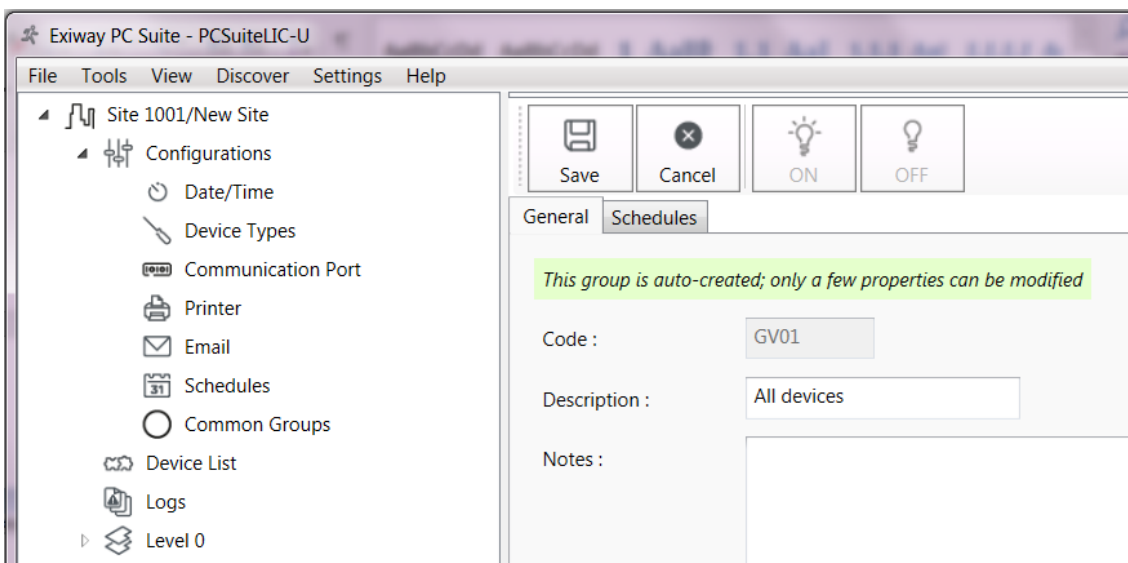 Exiway PC Suite - PCSuiteLIC-U
File Tools View Discover Settings Help
Site 1001/New Site
Configurations
Date/Time
Device Types
Communication Port
Printer
Email
31
Schedules
Common Groups
Device List
Logs
Level 0
Save Cancel ON OFF
General Schedules
This group is auto-created; only a few properties can be modified
Code : GV01
Description : All devices
Notes :